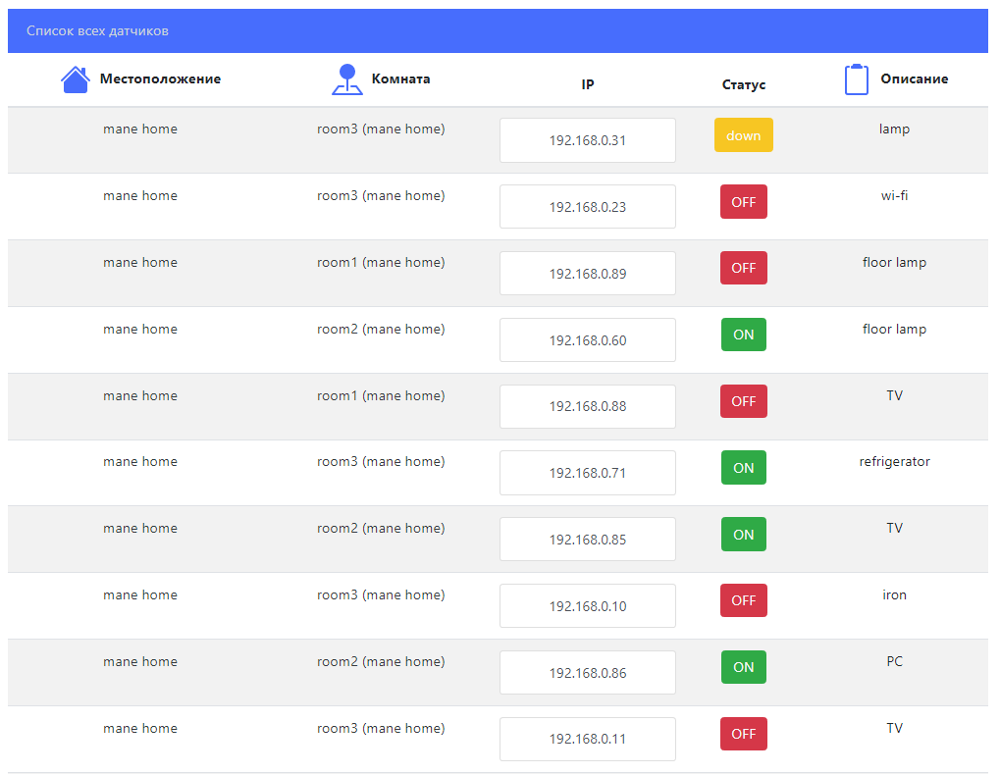 Список всех датчиков
Местоположение Комната IP Статус Описание
mane home room3 (mane home) 192.168.0.31 down lamp
mane home room3 (mane home) 192.168.0.23 OFF wi-fi
mane home room1 (mane home) 192.168.0.89 OFF floor lamp
mane home room2 (mane home) 192.168.0.60 ON floor lamp
mane home room1 (mane home) 192.168.0.88 OFF TV
mane home room3 (mane home) 192.168.0.71 ON refrigerator
mane home room2 (mane home) 192.168.0.85 ON TV
mane home room3 (mane home) 192.168.0.10 OFF iron
mane home room2 (mane home) 192.168.0.86 ON PC
mane home room3 (mane home) 192.168.0.11 OFF TV